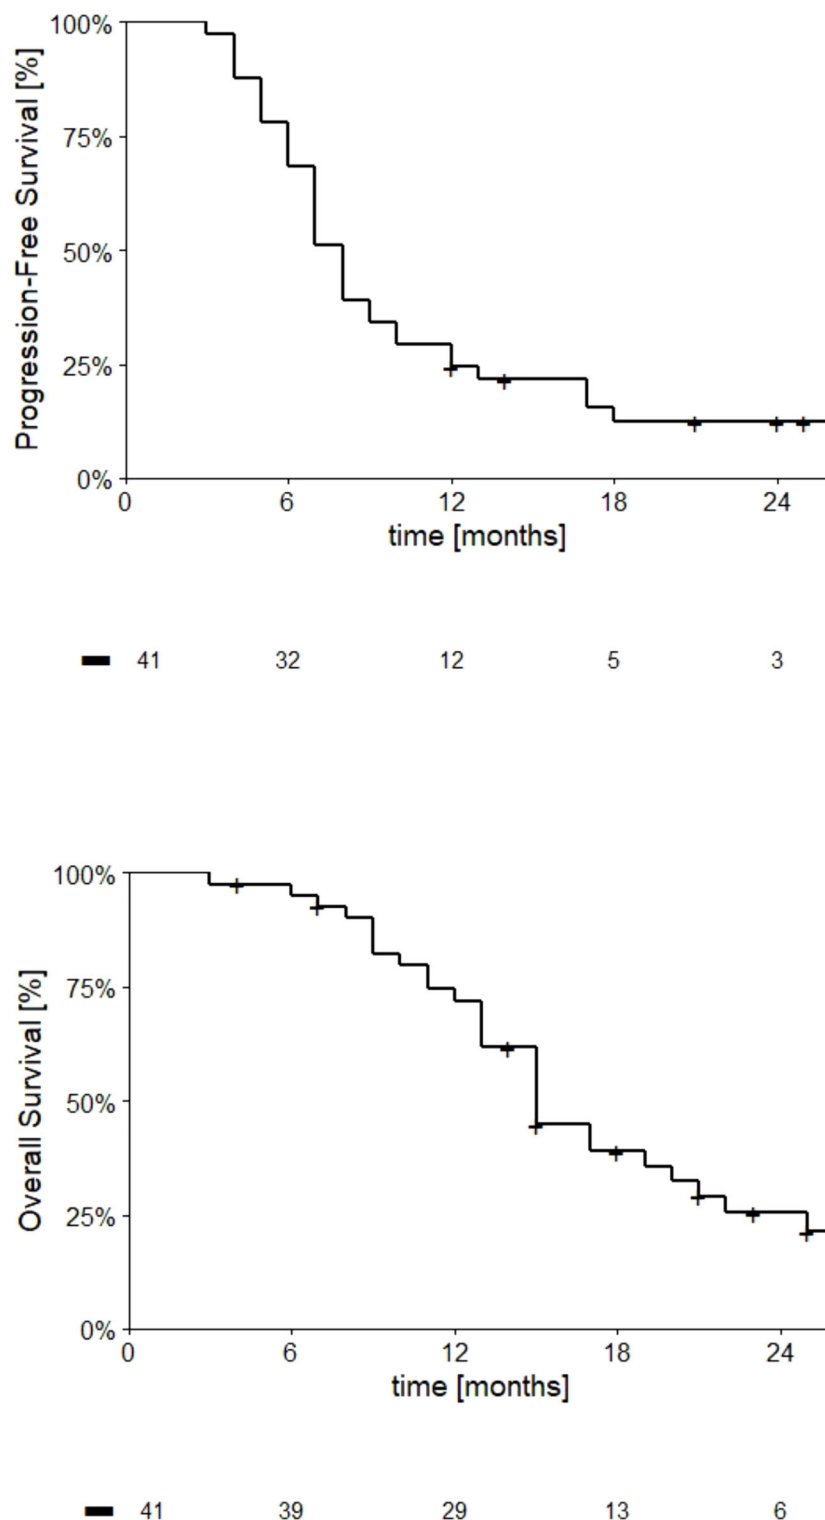 Progression-Free Survival [%]
100%
75%
50%
25%
0%
0 6 12 18 24
time [months]
41 32 12 5 3
Overall Survival [%]
100%
75%
50%
25%
0%
0 6 12 18 24
time [months]
41 39 29 13 6